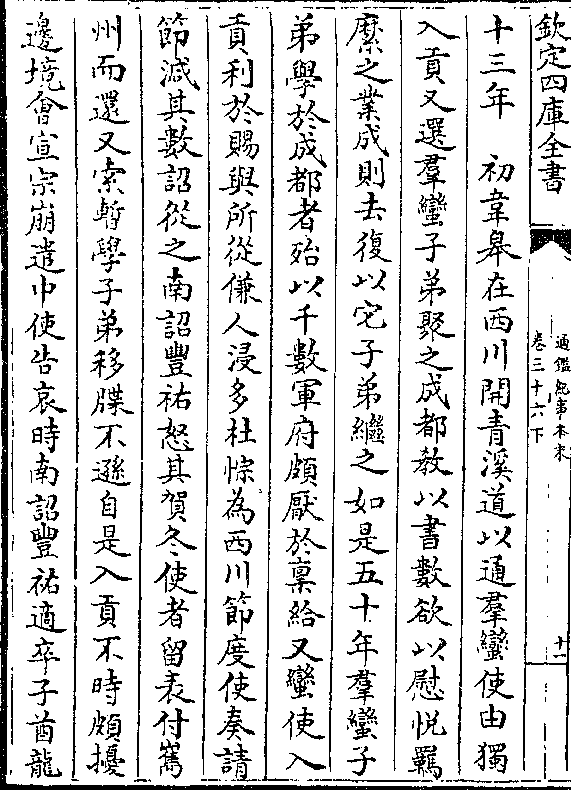 欽定四庫全書
通鑑紀事本末
卷三十六下
十一
十三年　初韋皋在西川開青溪道以通羣蠻使由獨
入貢又選羣蠻子弟聚之成都教以書數欲以慰悅羈
縻之業成則去復以它子弟繼之如是五十年羣蠻子
弟學於成都者殆以千數軍府頗厭於稟給又蠻使入
貢利於賜與所從傔人浸多杜悰為西川節度使奏請
節減其數詔從之南詔豐祐怒其賀冬使者留表付嶲
州而還又索暫學子弟移牒不遜自是入貢不時頗擾
邊境會宣宗崩遣中使告哀時南詔豐祐適卒子酋龍